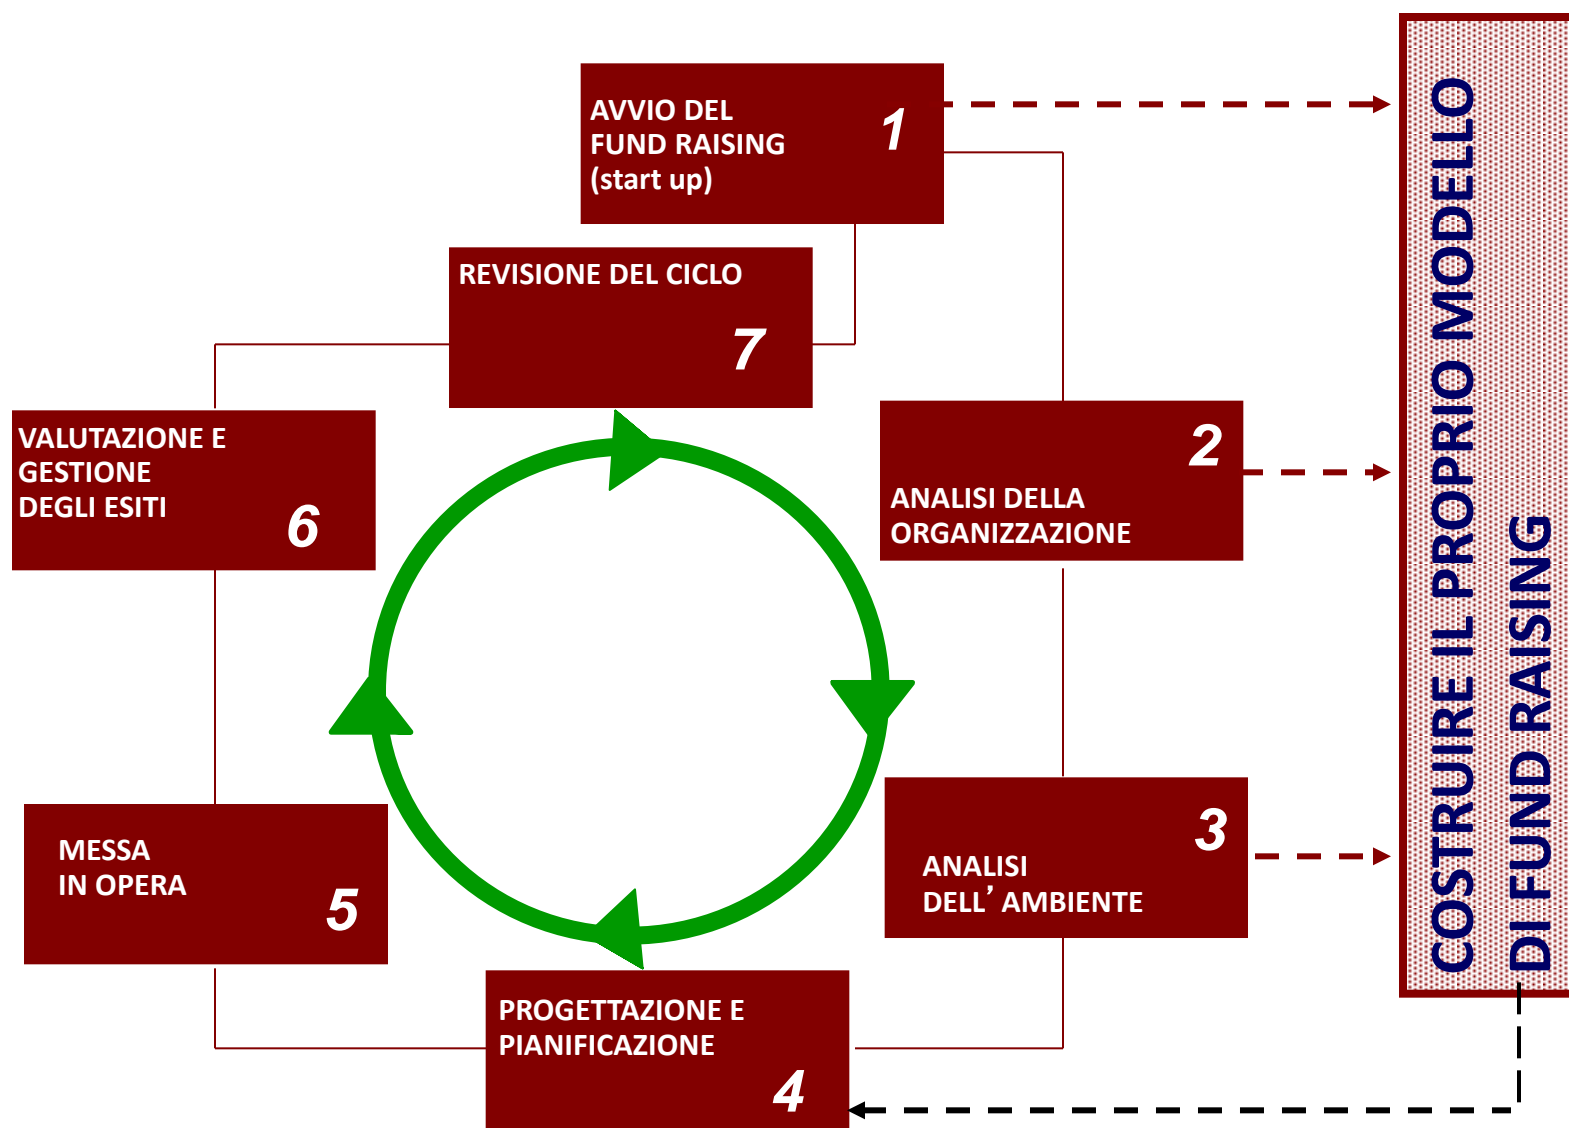 AVVIO DEL
FUND RAISING
(start up)
1
REVISIONE DEL CICLO
7
2
ANALISI DELLA
ORGANIZZAZIONE
VALUTAZIONE E
GESTIONE
DEGLI ESITI
6
3
ANALISI
DELL’ AMBIENTE
MESSA
IN OPERA
5
PROGETTAZIONE E
PIANIFICAZIONE
4
COSTRUIRE IL PROPRIO MODELLO
DI FUND RAISING